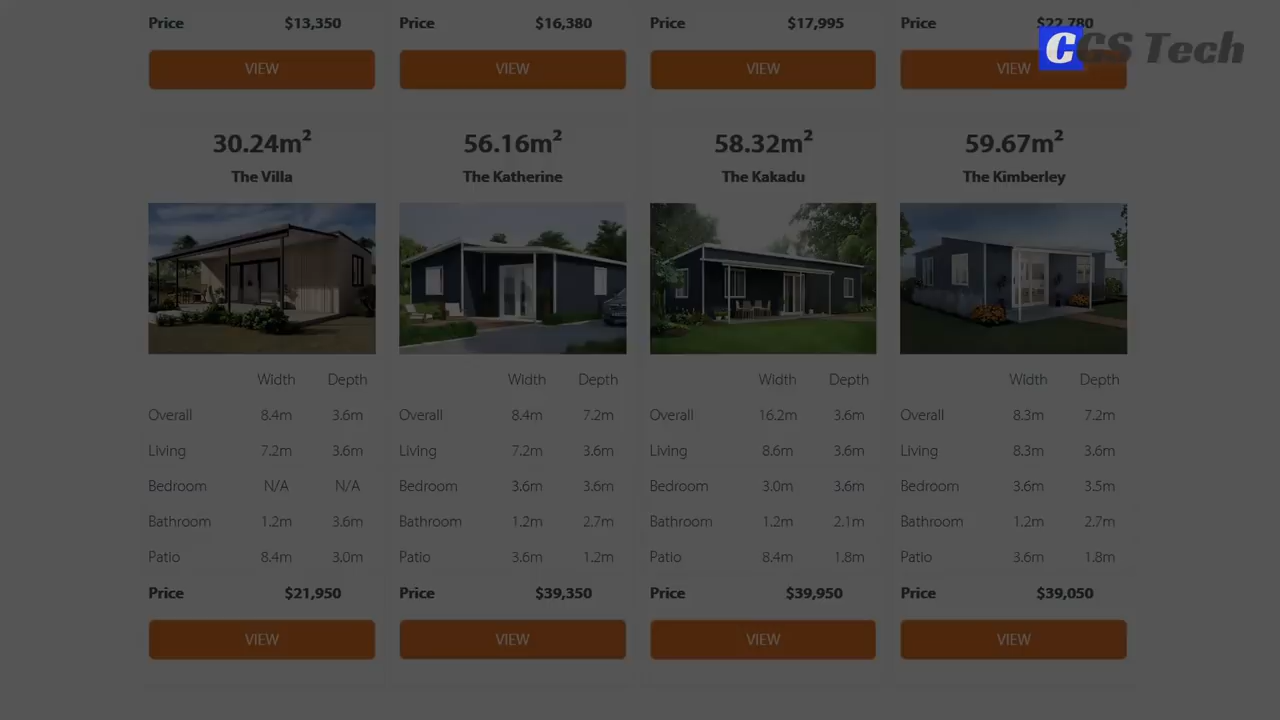 Price $13,350 Price $16,380 Price $17,995 Price $22,780
CGS Tech
VIEW VIEW VIEW VIEW
30.24m² 56.16m² 58.32m² 59.67m²
The Villa The Katherine The Kakadu The Kimberley
Width Depth Width Depth Width Depth Width Depth
Overall 8.4m 3.6m Overall 8.4m 7.2m Overall 16.2m 3.6m Overall 8.3m 7.2m
Living 7.2m 3.6m Living 7.2m 3.6m Living 8.6m 3.6m Living 8.3m 3.6m
Bedroom N/A N/A Bedroom 3.6m 3.6m Bedroom 3.0m 3.6m Bedroom 3.6m 3.5m
Bathroom 1.2m 3.6m Bathroom 1.2m 2.7m Bathroom 1.2m 2.1m Bathroom 1.2m 2.7m
Patio 8.4m 3.0m Patio 3.6m 1.2m Patio 8.4m 1.8m Patio 3.6m 1.8m
Price $21,950 Price $39,350 Price $39,950 Price $39,050
VIEW VIEW VIEW VIEW